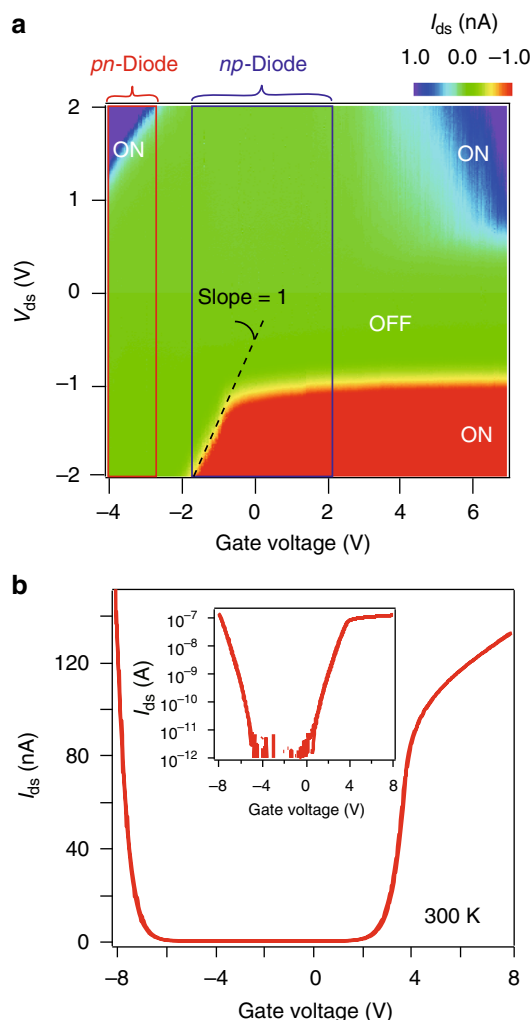 a
I_ds (nA)
pn-Diode np-Diode 1.0 0.0 −1.0
2
1
0
−1
−2
V_ds (V)
ON
ON
Slope = 1
OFF
ON
−4 −2 0 2 4 6
Gate voltage (V)
b
120
80
40
0
I_ds (nA)
10^−7
10^−8
10^−9
10^−10
10^−11
10^−12
I_ds (A)
−8 −4 0 4 8
Gate voltage (V)
300 K
−8 −4 0 4 8
Gate voltage (V)